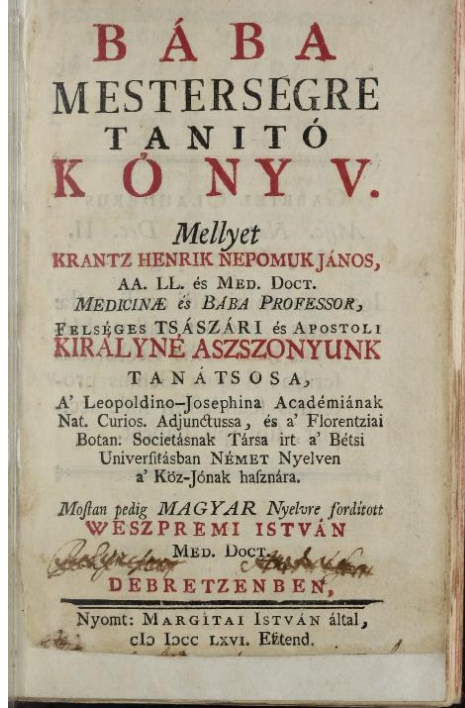 BÁBA
MESTERSÉGRE
TANITÓ
KÖNYV.
Mellyet
KRANTZ HENRIK NEPOMUK JÁNOS,
AA. LL. és MED. DOCT.
MEDICINÆ és BÁBA PROFESSOR,
FELSÉGES TSÁSZÁRI és APOSTOLI
KIRÁLYNÉ ASZSZONYUNK
TANÁTSOSA,
A' Leopoldino-Josephina Académiának
Nat. Curios. Adjunctussa, és a' Florentziai
Botan. Societásnak Társa irt a' Bétsi
Univerſitásban NÉMET Nyelven
a' Köz-Jónak haſznára.
Moſtan pedig MAGYAR Nyelvre fordított
WESZPREMI ISTVÁN
MED. DOCT.
DEBRETZENBEN,
Nyomt: MARGITAI ISTVÁN által,
cIↃ IↃcc LXVI. Eſztend.